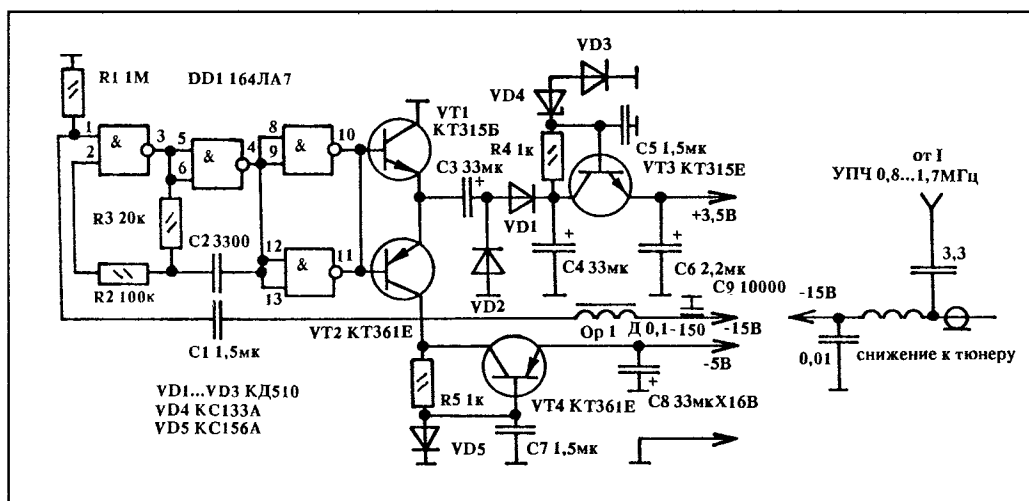 R1 1М
DD1 164ЛА7
VT1
КТ315Б
VD3
VD4
R4 1к
C5 1,5мк
VT3 КТ315Е
C3 33мк
+
1
2
&
3
5
6
&
4
8
9
&
10
R3 20к
C2 3300
12
13
&
11
R2 100к
VD1
VD2
+
C4 33мк
+
C6 2,2мк
+3,5В
C9 10000
от I
УПЧ 0,8...1,7МГц
3,3
-15В
0,01
снижение к тюнеру
C1 1,5мк
VT2 КТ361Е
Др 1
Д 0,1-150
-15В
-5В
VD1...VD3 КД510
VD4 КС133А
VD5 КС156А
R5 1к
VD5
VT4 КТ361Е
C7 1,5мк
+
C8 33мкХ16В